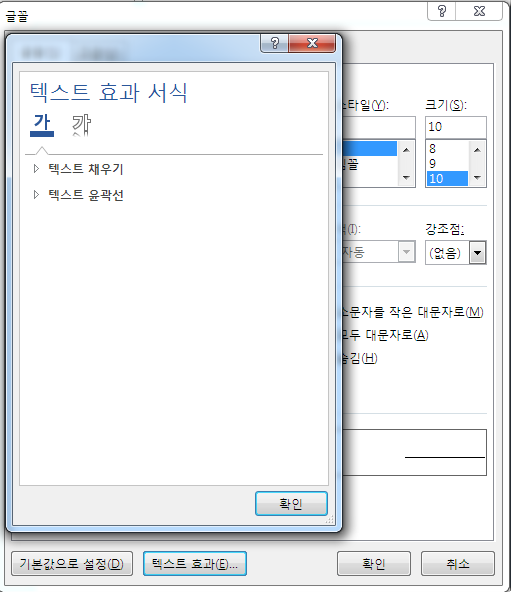 글꼴
텍스트 효과 서식
가 가
텍스트 채우기
텍스트 윤곽선
확인
스타일(Y):
크기(S):
10
8
9
10
강조점:
자동
(없음)
소문자를 작은 대문자로(M)
모두 대문자로(A)
숨김(H)
기본값으로 설정(D)
텍스트 효과(E)...
확인
취소